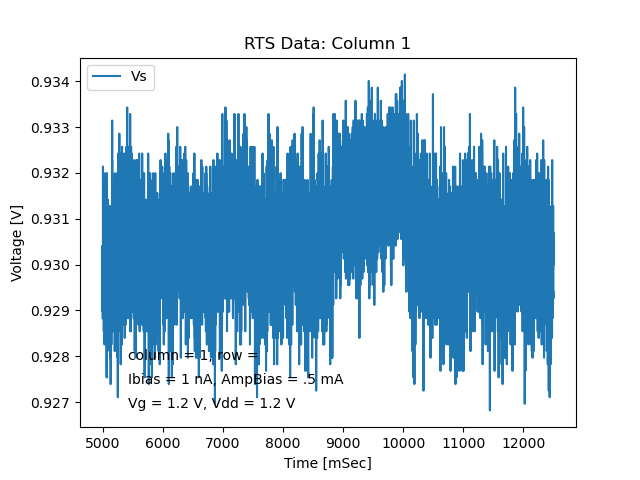 RTS Data: Column 1
Vs
0.934
0.933
0.932
0.931
0.930
0.929
0.928
0.927
Voltage [V]
column = 1, row =
Ibias = 1 nA, AmpBias = .5 mA
Vg = 1.2 V, Vdd = 1.2 V
5000 6000 7000 8000 9000 10000 11000 12000
Time [mSec]